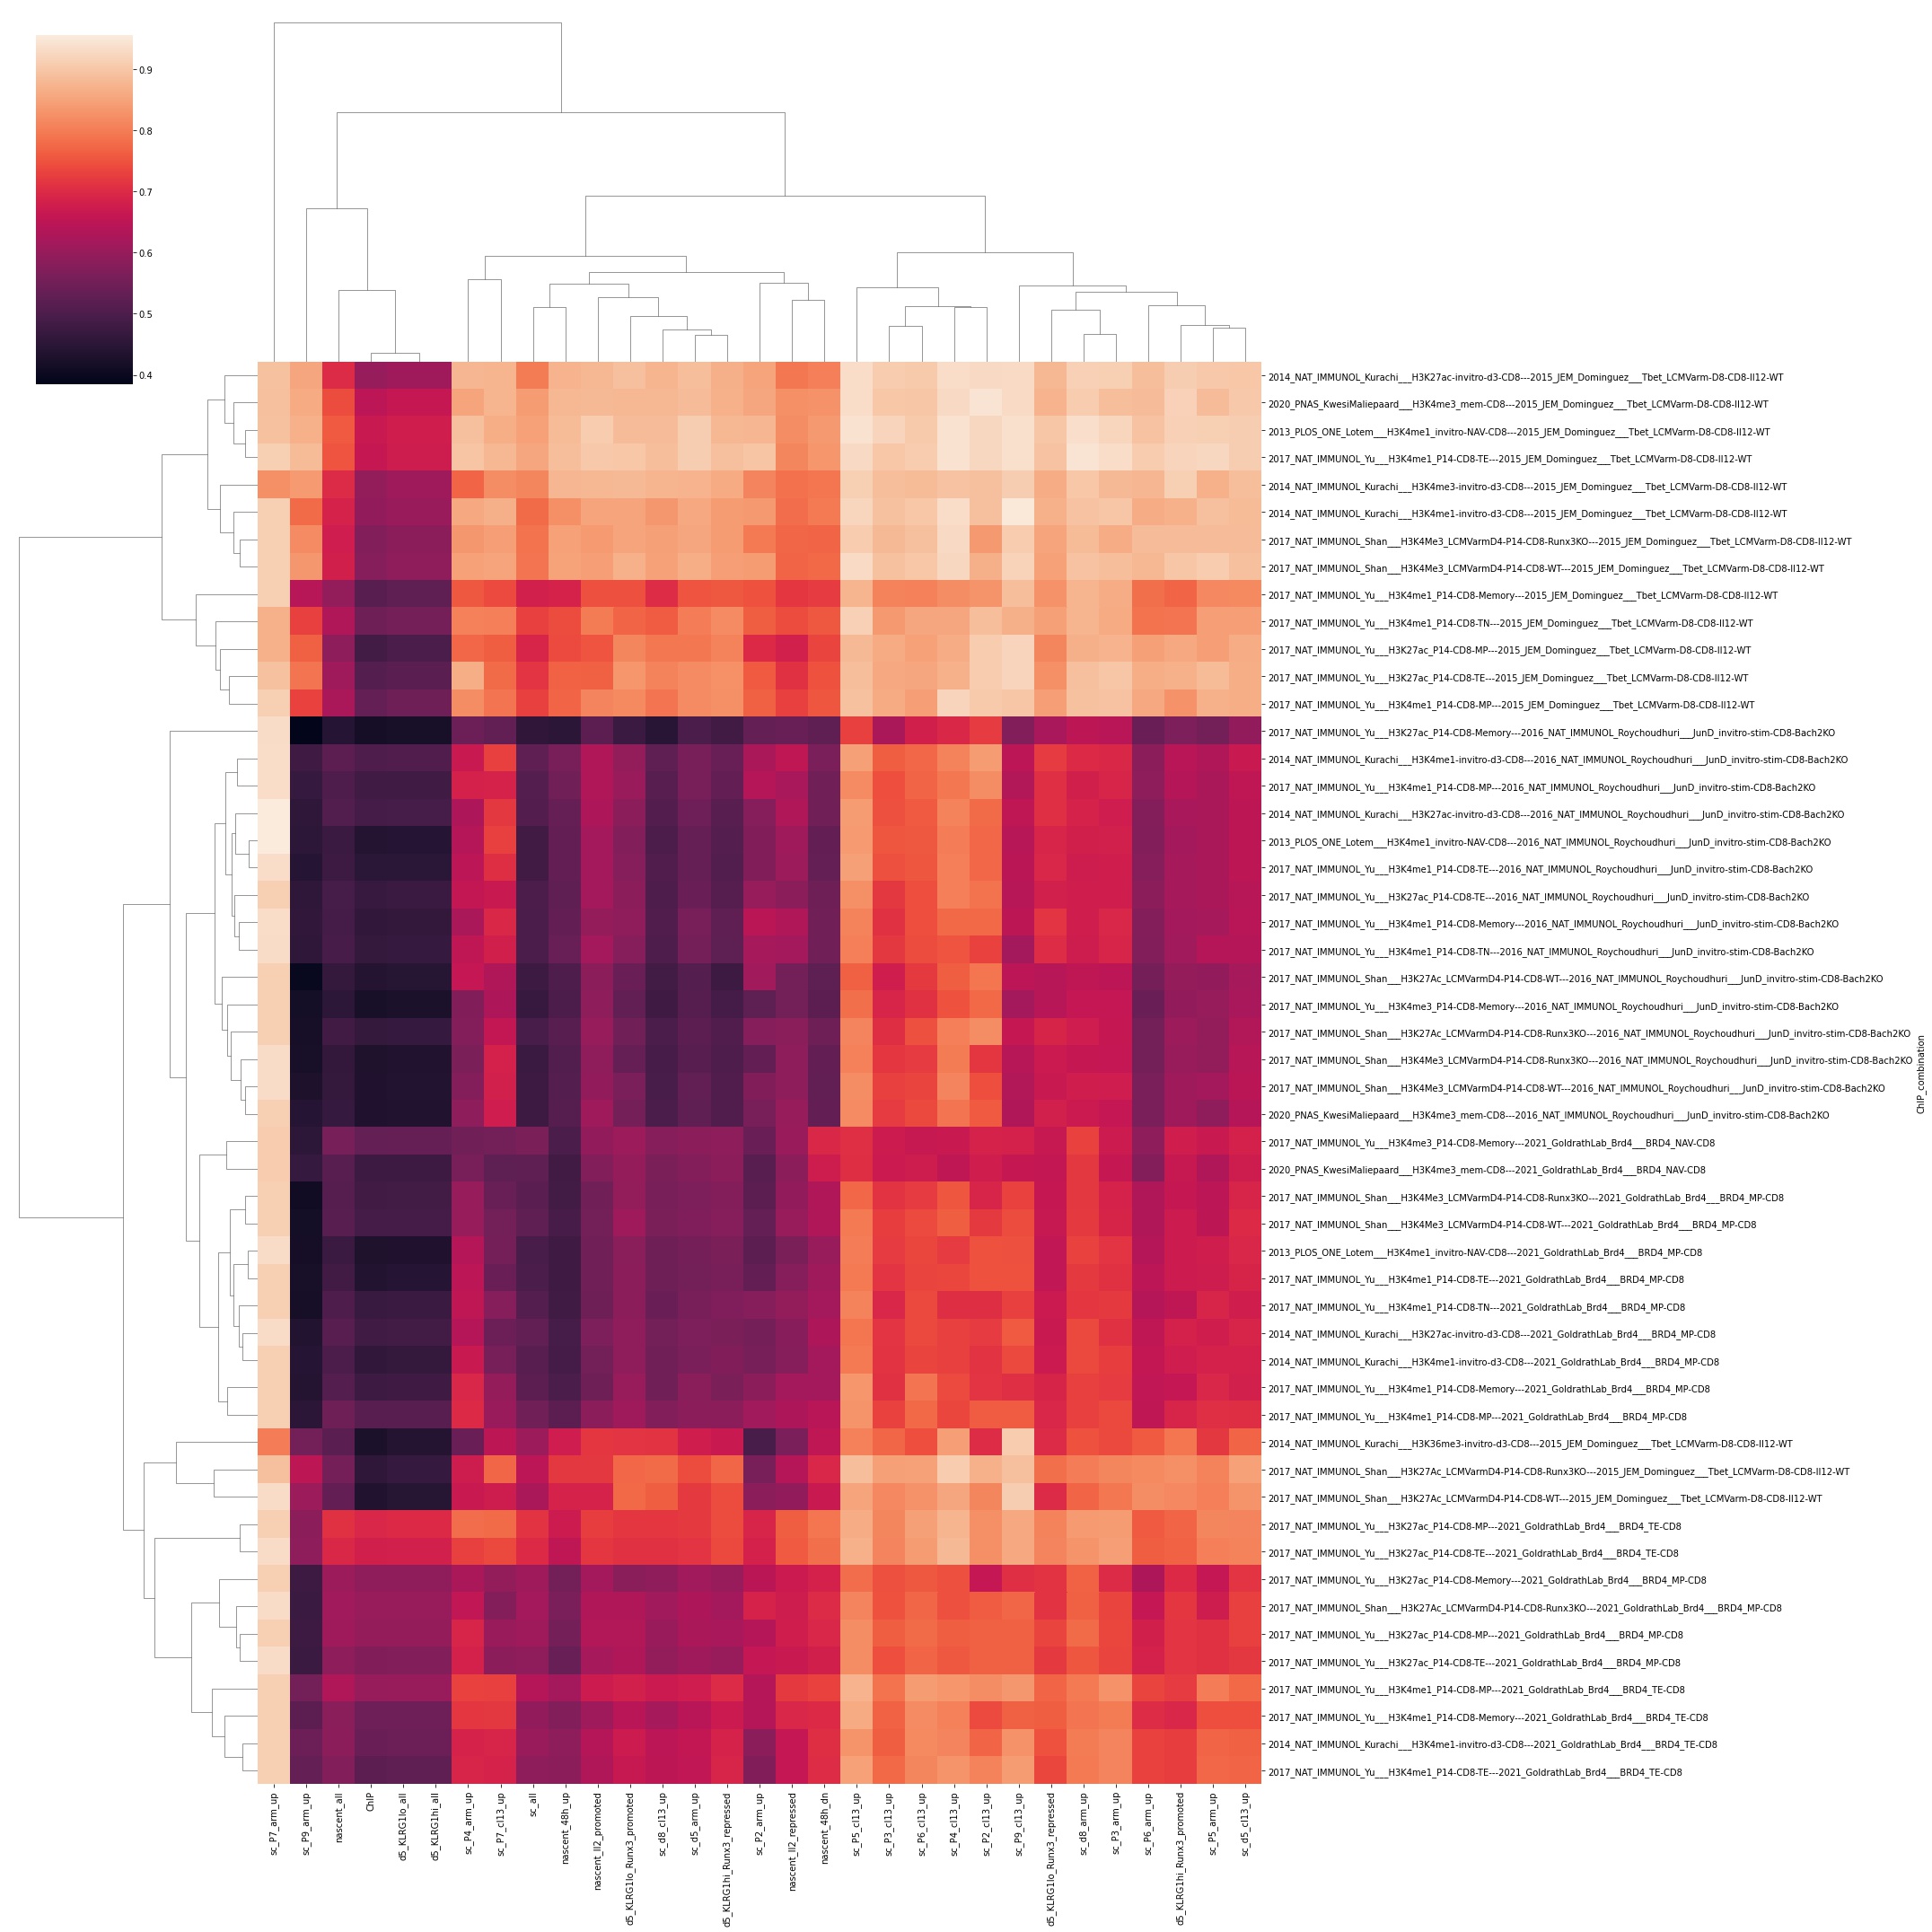 0.9
0.8
0.7
0.6
0.5
0.4
2014_NAT_IMMUNOL_Kurachi___H3K27ac-invitro-d3-CD8---2015_JEM_Dominguez___Tbet_LCMVarm-D8-CD8-Il12-WT
2020_PNAS_KwesiMaliepaard___H3K4me3_mem-CD8---2015_JEM_Dominguez___Tbet_LCMVarm-D8-CD8-Il12-WT
2013_PLOS_ONE_Lotem___H3K4me1_invitro-NAV-CD8---2015_JEM_Dominguez___Tbet_LCMVarm-D8-CD8-Il12-WT
2017_NAT_IMMUNOL_Yu___H3K4me1_P14-CD8-TE---2015_JEM_Dominguez___Tbet_LCMVarm-D8-CD8-Il12-WT
2014_NAT_IMMUNOL_Kurachi___H3K4me3-invitro-d3-CD8---2015_JEM_Dominguez___Tbet_LCMVarm-D8-CD8-Il12-WT
2014_NAT_IMMUNOL_Kurachi___H3K4me1-invitro-d3-CD8---2015_JEM_Dominguez___Tbet_LCMVarm-D8-CD8-Il12-WT
2017_NAT_IMMUNOL_Shan___H3K4Me3_LCMVarmD4-P14-CD8-Runx3KO---2015_JEM_Dominguez___Tbet_LCMVarm-D8-CD8-Il12-WT
2017_NAT_IMMUNOL_Shan___H3K4Me3_LCMVarmD4-P14-CD8-WT---2015_JEM_Dominguez___Tbet_LCMVarm-D8-CD8-Il12-WT
2017_NAT_IMMUNOL_Yu___H3K4me1_P14-CD8-Memory---2015_JEM_Dominguez___Tbet_LCMVarm-D8-CD8-Il12-WT
2017_NAT_IMMUNOL_Yu___H3K4me1_P14-CD8-TN---2015_JEM_Dominguez___Tbet_LCMVarm-D8-CD8-Il12-WT
2017_NAT_IMMUNOL_Yu___H3K27ac_P14-CD8-MP---2015_JEM_Dominguez___Tbet_LCMVarm-D8-CD8-Il12-WT
2017_NAT_IMMUNOL_Yu___H3K27ac_P14-CD8-TE---2015_JEM_Dominguez___Tbet_LCMVarm-D8-CD8-Il12-WT
2017_NAT_IMMUNOL_Yu___H3K4me1_P14-CD8-MP---2015_JEM_Dominguez___Tbet_LCMVarm-D8-CD8-Il12-WT
2017_NAT_IMMUNOL_Yu___H3K27ac_P14-CD8-Memory---2016_NAT_IMMUNOL_Roychoudhuri___JunD_invitro-stim-CD8-Bach2KO
2014_NAT_IMMUNOL_Kurachi___H3K4me1-invitro-d3-CD8---2016_NAT_IMMUNOL_Roychoudhuri___JunD_invitro-stim-CD8-Bach2KO
2017_NAT_IMMUNOL_Yu___H3K4me1_P14-CD8-MP---2016_NAT_IMMUNOL_Roychoudhuri___JunD_invitro-stim-CD8-Bach2KO
2014_NAT_IMMUNOL_Kurachi___H3K27ac-invitro-d3-CD8---2016_NAT_IMMUNOL_Roychoudhuri___JunD_invitro-stim-CD8-Bach2KO
2013_PLOS_ONE_Lotem___H3K4me1_invitro-NAV-CD8---2016_NAT_IMMUNOL_Roychoudhuri___JunD_invitro-stim-CD8-Bach2KO
2017_NAT_IMMUNOL_Yu___H3K4me1_P14-CD8-TE---2016_NAT_IMMUNOL_Roychoudhuri___JunD_invitro-stim-CD8-Bach2KO
2017_NAT_IMMUNOL_Yu___H3K27ac_P14-CD8-TE---2016_NAT_IMMUNOL_Roychoudhuri___JunD_invitro-stim-CD8-Bach2KO
2017_NAT_IMMUNOL_Yu___H3K4me1_P14-CD8-Memory---2016_NAT_IMMUNOL_Roychoudhuri___JunD_invitro-stim-CD8-Bach2KO
2017_NAT_IMMUNOL_Yu___H3K4me1_P14-CD8-TN---2016_NAT_IMMUNOL_Roychoudhuri___JunD_invitro-stim-CD8-Bach2KO
2017_NAT_IMMUNOL_Shan___H3K27Ac_LCMVarmD4-P14-CD8-WT---2016_NAT_IMMUNOL_Roychoudhuri___JunD_invitro-stim-CD8-Bach2KO
2017_NAT_IMMUNOL_Yu___H3K4me3_P14-CD8-Memory---2016_NAT_IMMUNOL_Roychoudhuri___JunD_invitro-stim-CD8-Bach2KO
2017_NAT_IMMUNOL_Shan___H3K27Ac_LCMVarmD4-P14-CD8-Runx3KO---2016_NAT_IMMUNOL_Roychoudhuri___JunD_invitro-stim-CD8-Bach2KO
2017_NAT_IMMUNOL_Shan___H3K4Me3_LCMVarmD4-P14-CD8-Runx3KO---2016_NAT_IMMUNOL_Roychoudhuri___JunD_invitro-stim-CD8-Bach2KO
2017_NAT_IMMUNOL_Shan___H3K4Me3_LCMVarmD4-P14-CD8-WT---2016_NAT_IMMUNOL_Roychoudhuri___JunD_invitro-stim-CD8-Bach2KO
2020_PNAS_KwesiMaliepaard___H3K4me3_mem-CD8---2016_NAT_IMMUNOL_Roychoudhuri___JunD_invitro-stim-CD8-Bach2KO
2017_NAT_IMMUNOL_Yu___H3K4me3_P14-CD8-Memory---2021_GoldrathLab_Brd4___BRD4_NAV-CD8
2020_PNAS_KwesiMaliepaard___H3K4me3_mem-CD8---2021_GoldrathLab_Brd4___BRD4_NAV-CD8
2017_NAT_IMMUNOL_Shan___H3K4Me3_LCMVarmD4-P14-CD8-Runx3KO---2021_GoldrathLab_Brd4___BRD4_MP-CD8
2017_NAT_IMMUNOL_Shan___H3K4Me3_LCMVarmD4-P14-CD8-WT---2021_GoldrathLab_Brd4___BRD4_MP-CD8
2013_PLOS_ONE_Lotem___H3K4me1_invitro-NAV-CD8---2021_GoldrathLab_Brd4___BRD4_MP-CD8
2017_NAT_IMMUNOL_Yu___H3K4me1_P14-CD8-TE---2021_GoldrathLab_Brd4___BRD4_MP-CD8
2017_NAT_IMMUNOL_Yu___H3K4me1_P14-CD8-TN---2021_GoldrathLab_Brd4___BRD4_MP-CD8
2014_NAT_IMMUNOL_Kurachi___H3K27ac-invitro-d3-CD8---2021_GoldrathLab_Brd4___BRD4_MP-CD8
2014_NAT_IMMUNOL_Kurachi___H3K4me1-invitro-d3-CD8---2021_GoldrathLab_Brd4___BRD4_MP-CD8
2017_NAT_IMMUNOL_Yu___H3K4me1_P14-CD8-Memory---2021_GoldrathLab_Brd4___BRD4_MP-CD8
2017_NAT_IMMUNOL_Yu___H3K4me1_P14-CD8-MP---2021_GoldrathLab_Brd4___BRD4_MP-CD8
2014_NAT_IMMUNOL_Kurachi___H3K36me3-invitro-d3-CD8---2015_JEM_Dominguez___Tbet_LCMVarm-D8-CD8-Il12-WT
2017_NAT_IMMUNOL_Shan___H3K27Ac_LCMVarmD4-P14-CD8-Runx3KO---2015_JEM_Dominguez___Tbet_LCMVarm-D8-CD8-Il12-WT
2017_NAT_IMMUNOL_Shan___H3K27Ac_LCMVarmD4-P14-CD8-WT---2015_JEM_Dominguez___Tbet_LCMVarm-D8-CD8-Il12-WT
2017_NAT_IMMUNOL_Yu___H3K27ac_P14-CD8-MP---2021_GoldrathLab_Brd4___BRD4_TE-CD8
2017_NAT_IMMUNOL_Yu___H3K27ac_P14-CD8-TE---2021_GoldrathLab_Brd4___BRD4_TE-CD8
2017_NAT_IMMUNOL_Yu___H3K27ac_P14-CD8-Memory---2021_GoldrathLab_Brd4___BRD4_MP-CD8
2017_NAT_IMMUNOL_Shan___H3K27Ac_LCMVarmD4-P14-CD8-Runx3KO---2021_GoldrathLab_Brd4___BRD4_MP-CD8
2017_NAT_IMMUNOL_Yu___H3K27ac_P14-CD8-MP---2021_GoldrathLab_Brd4___BRD4_MP-CD8
2017_NAT_IMMUNOL_Yu___H3K27ac_P14-CD8-TE---2021_GoldrathLab_Brd4___BRD4_MP-CD8
2017_NAT_IMMUNOL_Yu___H3K4me1_P14-CD8-MP---2021_GoldrathLab_Brd4___BRD4_TE-CD8
2017_NAT_IMMUNOL_Yu___H3K4me1_P14-CD8-Memory---2021_GoldrathLab_Brd4___BRD4_TE-CD8
2014_NAT_IMMUNOL_Kurachi___H3K4me1-invitro-d3-CD8---2021_GoldrathLab_Brd4___BRD4_TE-CD8
2017_NAT_IMMUNOL_Yu___H3K4me1_P14-CD8-TE---2021_GoldrathLab_Brd4___BRD4_TE-CD8
ChIP_combination
sc_P7_arm_up
sc_P9_arm_up
nascent_all
ChIP
d5_KLRG1lo_all
d5_KLRG1hi_all
sc_P4_arm_up
sc_P7_cl13_up
sc_all
nascent_48h_up
nascent_Il2_promoted
d5_KLRG1lo_Runx3_promoted
sc_d8_cl13_up
sc_d5_arm_up
d5_KLRG1hi_Runx3_repressed
sc_P2_arm_up
nascent_Il2_repressed
nascent_48h_dn
sc_P5_cl13_up
sc_P3_cl13_up
sc_P6_cl13_up
sc_P4_cl13_up
sc_P2_cl13_up
sc_P9_cl13_up
d5_KLRG1lo_Runx3_repressed
sc_d8_arm_up
sc_P3_arm_up
sc_P6_arm_up
d5_KLRG1hi_Runx3_promoted
sc_P5_arm_up
sc_d5_cl13_up